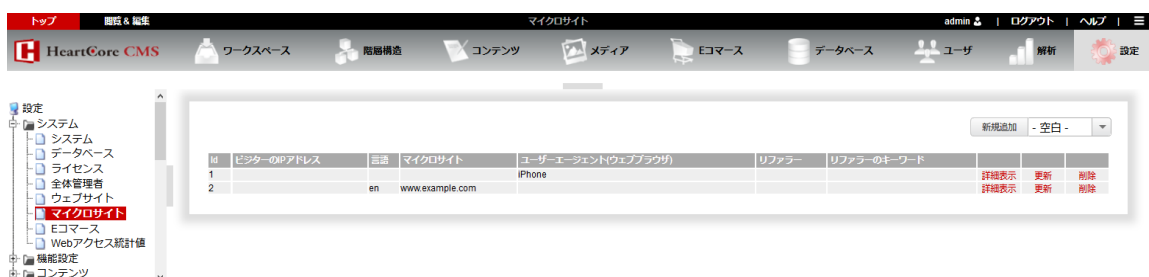 トップ 閲覧 & 編集 マイクロサイト admin | ログアウト | ヘルプ |
HeartCore CMS ワークスペース 階層構造 コンテンツ メディア Eコマース データベース ユーザ 解析 設定
設定
システム
システム
データベース
ライセンス
全体管理者
ウェブサイト
マイクロサイト
Eコマース
Webアクセス統計値
機能設定
コンテンツ
新規追加 - 空白 -
Id ビジターのIPアドレス 言語 マイクロサイト ユーザーエージェント(ウェブブラウザ) リファラー リファラーのキーワード
1 iPhone 詳細表示 更新 削除
2 en www.example.com 詳細表示 更新 削除